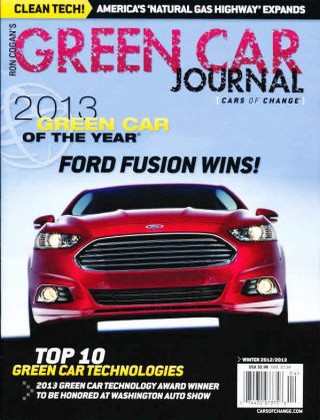 CLEAN TECH! AMERICA'S 'NATURAL GAS HIGHWAY' EXPANDS
RON COGAN'S
GREEN CAR
JOURNAL
[ CARS OF CHANGE ]
2013
GREEN CAR
OF THE YEAR
FORD FUSION WINS!
TOP 10
GREEN CAR TECHNOLOGIES
2013 GREEN CAR TECHNOLOGY AWARD WINNER
TO BE HONORED AT WASHINGTON AUTO SHOW
WINTER 2012/2013
CARSOFCHANGE.COM